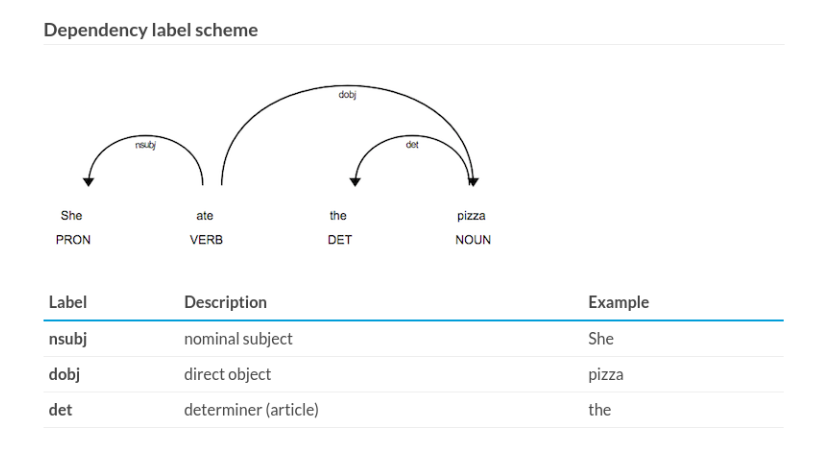 Dependency label scheme
dobj
nsubj det
She ate the pizza
PRON VERB DET NOUN
Label Description Example
nsubj nominal subject She
dobj direct object pizza
det determiner (article) the